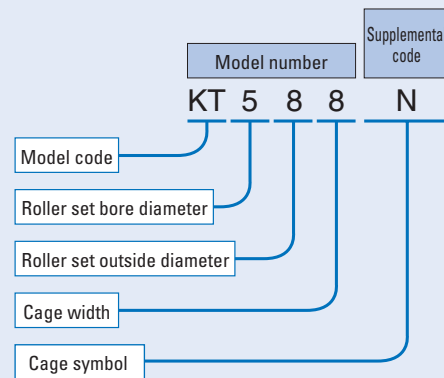 Supplementa
code
Model number
KT 5 8 8 N
Model code
Roller set bore diameter
Roller set outside diameter
Cage width
Cage symbol